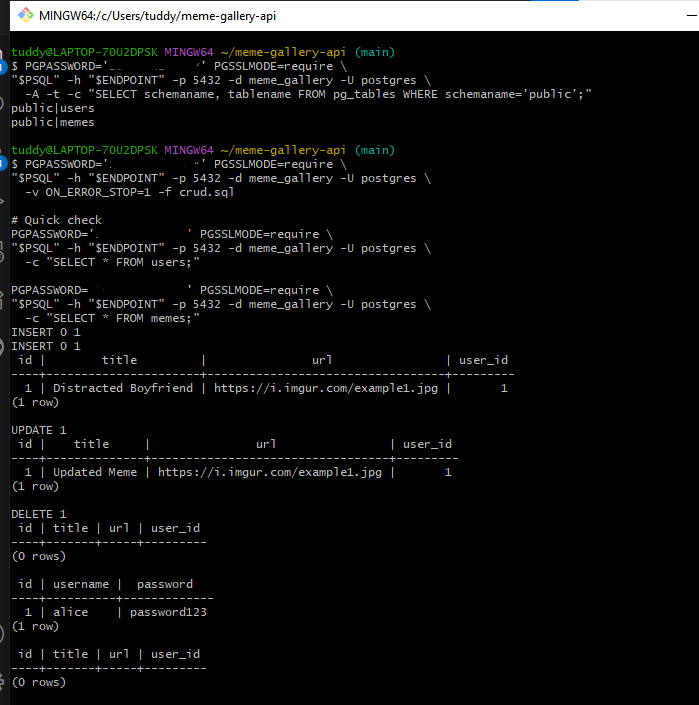 MINGW64:/c/Users/tuddy/meme-gallery-api
tuddy@LAPTOP-70U2DPSK MINGW64 ~/meme-gallery-api (main)
$ PGPASSWORD=' ' PGSSLMODE=require \
"$PSQL" -h "$ENDPOINT" -p 5432 -d meme_gallery -U postgres \
  -A -t -c "SELECT schemaname, tablename FROM pg_tables WHERE schemaname='public';"
public|users
public|memes

tuddy@LAPTOP-70U2DPSK MINGW64 ~/meme-gallery-api (main)
$ PGPASSWORD=' ' PGSSLMODE=require \
"$PSQL" -h "$ENDPOINT" -p 5432 -d meme_gallery -U postgres \
  -v ON_ERROR_STOP=1 -f crud.sql

# Quick check
PGPASSWORD=' ' PGSSLMODE=require \
"$PSQL" -h "$ENDPOINT" -p 5432 -d meme_gallery -U postgres \
  -c "SELECT * FROM users;"

PGPASSWORD= ' PGSSLMODE=require \
"$PSQL" -h "$ENDPOINT" -p 5432 -d meme_gallery -U postgres \
  -c "SELECT * FROM memes;"
INSERT 0 1
INSERT 0 1
 id |        title         |               url               | user_id
----+----------------------+---------------------------------+---------
  1 | Distracted Boyfriend | https://i.imgur.com/example1.jpg |       1
(1 row)

UPDATE 1
 id |    title     |               url                | user_id
----+--------------+----------------------------------+---------
  1 | Updated Meme | https://i.imgur.com/example1.jpg |       1
(1 row)

DELETE 1
 id | title | url | user_id
----+-------+-----+---------
(0 rows)

 id | username |  password
----+----------+-------------
  1 | alice    | password123
(1 row)

 id | title | url | user_id
----+-------+-----+---------
(0 rows)